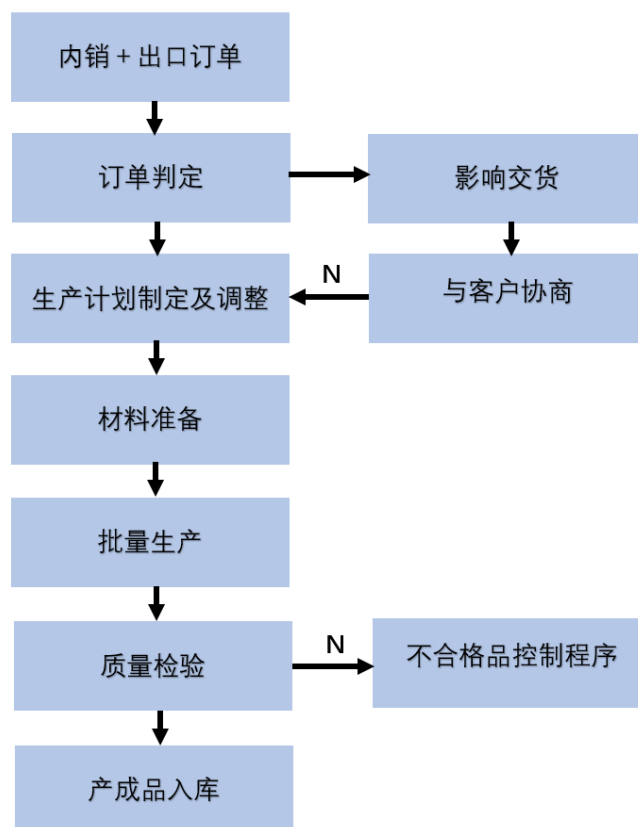 内销 + 出口订单
订单判定
影响交货
生产计划制定及调整
N
与客户协商
材料准备
批量生产
质量检验
N
不合格品控制程序
产成品入库